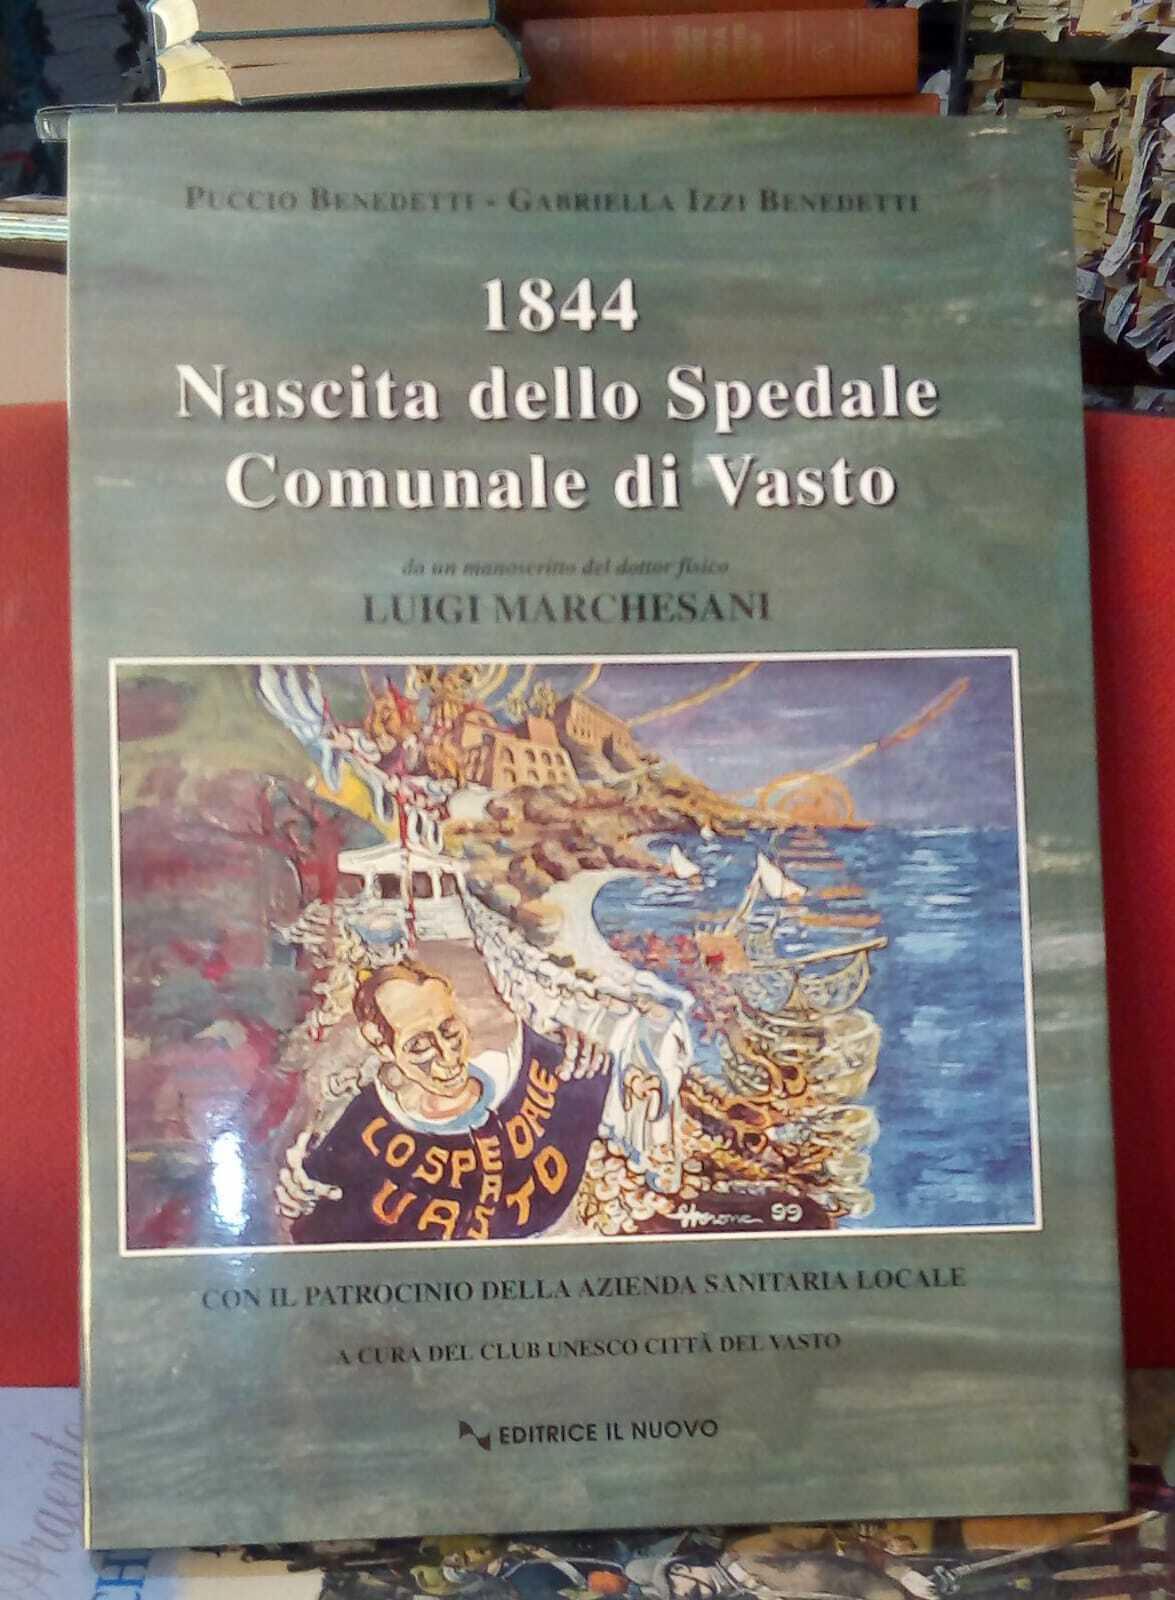 PUCCIO BENEDETTI - GABRIELLA IZZI BENEDETTI
1844
Nascita dello Spedale
Comunale di Vasto
da un manoscritto del dottor fisico
LUIGI MARCHESANI
LO SPEDALE
VASTO
99
CON IL PATROCINIO DELLA AZIENDA SANITARIA LOCALE
A CURA DEL CLUB UNESCO CITTÀ DEL VASTO
EDITRICE IL NUOVO
Argento